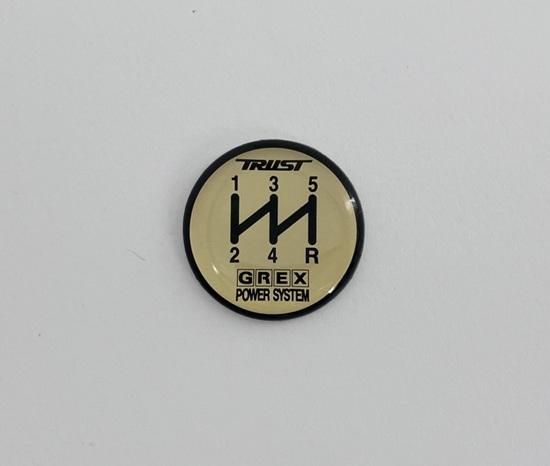 TRUST
1 3 5
2 4 R
GREX
POWER SYSTEM